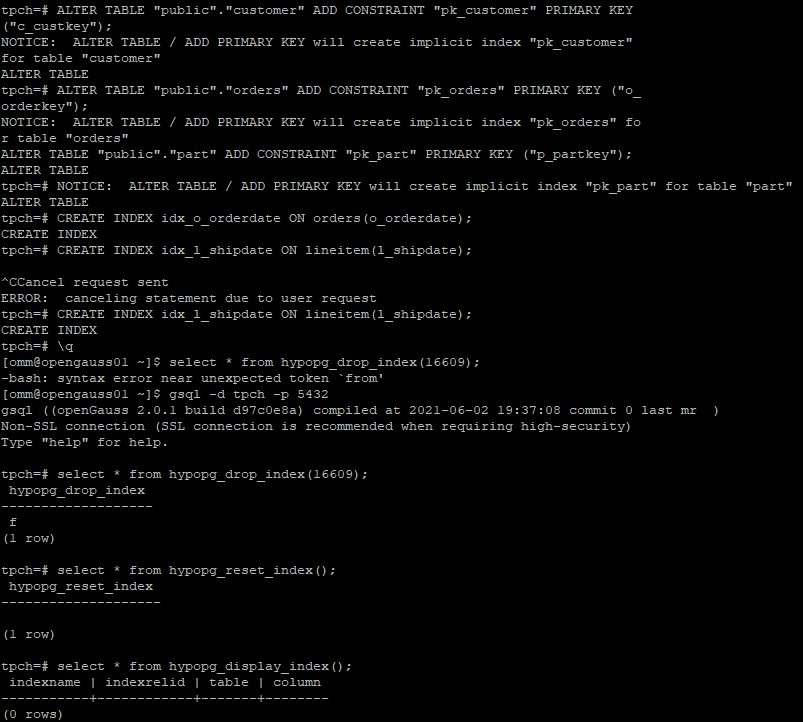 tpch=# ALTER TABLE "public"."customer" ADD CONSTRAINT "pk_customer" PRIMARY KEY
("c_custkey");
NOTICE:  ALTER TABLE / ADD PRIMARY KEY will create implicit index "pk_customer"
for table "customer"
ALTER TABLE
tpch=# ALTER TABLE "public"."orders" ADD CONSTRAINT "pk_orders" PRIMARY KEY ("o_
orderkey");
NOTICE:  ALTER TABLE / ADD PRIMARY KEY will create implicit index "pk_orders" fo
r table "orders"
ALTER TABLE "public"."part" ADD CONSTRAINT "pk_part" PRIMARY KEY ("p_partkey");
ALTER TABLE
tpch=# NOTICE:  ALTER TABLE / ADD PRIMARY KEY will create implicit index "pk_part" for table "part"
ALTER TABLE
tpch=# CREATE INDEX idx_o_orderdate ON orders(o_orderdate);
CREATE INDEX
tpch=# CREATE INDEX idx_l_shipdate ON lineitem(l_shipdate);

^CCancel request sent
ERROR:  canceling statement due to user request
tpch=# CREATE INDEX idx_l_shipdate ON lineitem(l_shipdate);
CREATE INDEX
tpch=# \q
[omm@opengauss01 ~]$ select * from hypopg_drop_index(16609);
-bash: syntax error near unexpected token `from'
[omm@opengauss01 ~]$ gsql -d tpch -p 5432
gsql ((openGauss 2.0.1 build d97c0e8a) compiled at 2021-06-02 19:37:08 commit 0 last mr  )
Non-SSL connection (SSL connection is recommended when requiring high-security)
Type "help" for help.

tpch=# select * from hypopg_drop_index(16609);
 hypopg_drop_index
-------------------
 f
(1 row)

tpch=# select * from hypopg_reset_index();
 hypopg_reset_index
--------------------

(1 row)

tpch=# select * from hypopg_display_index();
 indexname | indexrelid | table | column
-----------+------------+-------+--------
(0 rows)